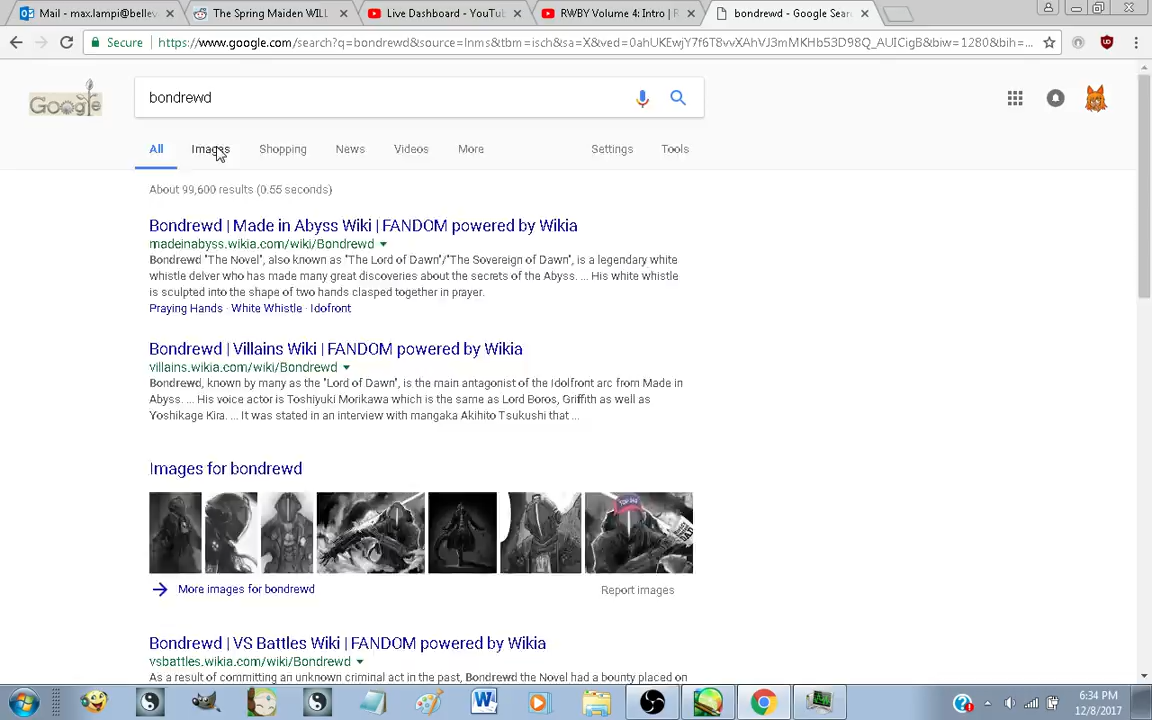 Mail - max.lampi@bellev
The Spring Maiden WILL
Live Dashboard - YouTu
RWBY Volume 4: Intro | R
bondrewd - Google Sear
Secure | https://www.google.com/search?q=bondrewd&source=lnms&tbm=isch&sa=X&ved=0ahUKEwjY7f6T8vvXAhVJ3mMKHb53D98Q_AUICigB&biw=1280&bih=...
Google
bondrewd
All Images Shopping News Videos More Settings Tools
About 99,600 results (0.55 seconds)
Bondrewd | Made in Abyss Wiki | FANDOM powered by Wikia
madeinabyss.wikia.com/wiki/Bondrewd
Bondrewd "The Novel", also known as "The Lord of Dawn"/"The Sovereign of Dawn", is a legendary white
whistle delver who has made many great discoveries about the secrets of the Abyss. ... His white whistle
is sculpted into the shape of two hands clasped together in prayer.
Praying Hands · White Whistle · Idofront
Bondrewd | Villains Wiki | FANDOM powered by Wikia
villains.wikia.com/wiki/Bondrewd
Bondrewd, known by many as the "Lord of Dawn", is the main antagonist of the Idolfront arc from Made in
Abyss. ... His voice actor is Toshiyuki Morikawa which is the same as Lord Boros, Griffith as well as
Yoshikage Kira. ... It was stated in an interview with mangaka Akihito Tsukushi that ...
Images for bondrewd
More images for bondrewd
Report images
Bondrewd | VS Battles Wiki | FANDOM powered by Wikia
vsbattles.wikia.com/wiki/Bondrewd
As a result of committing an unknown criminal act in the past, Bondrewd the Novel had a bounty placed on
6:34 PM
12/8/2017